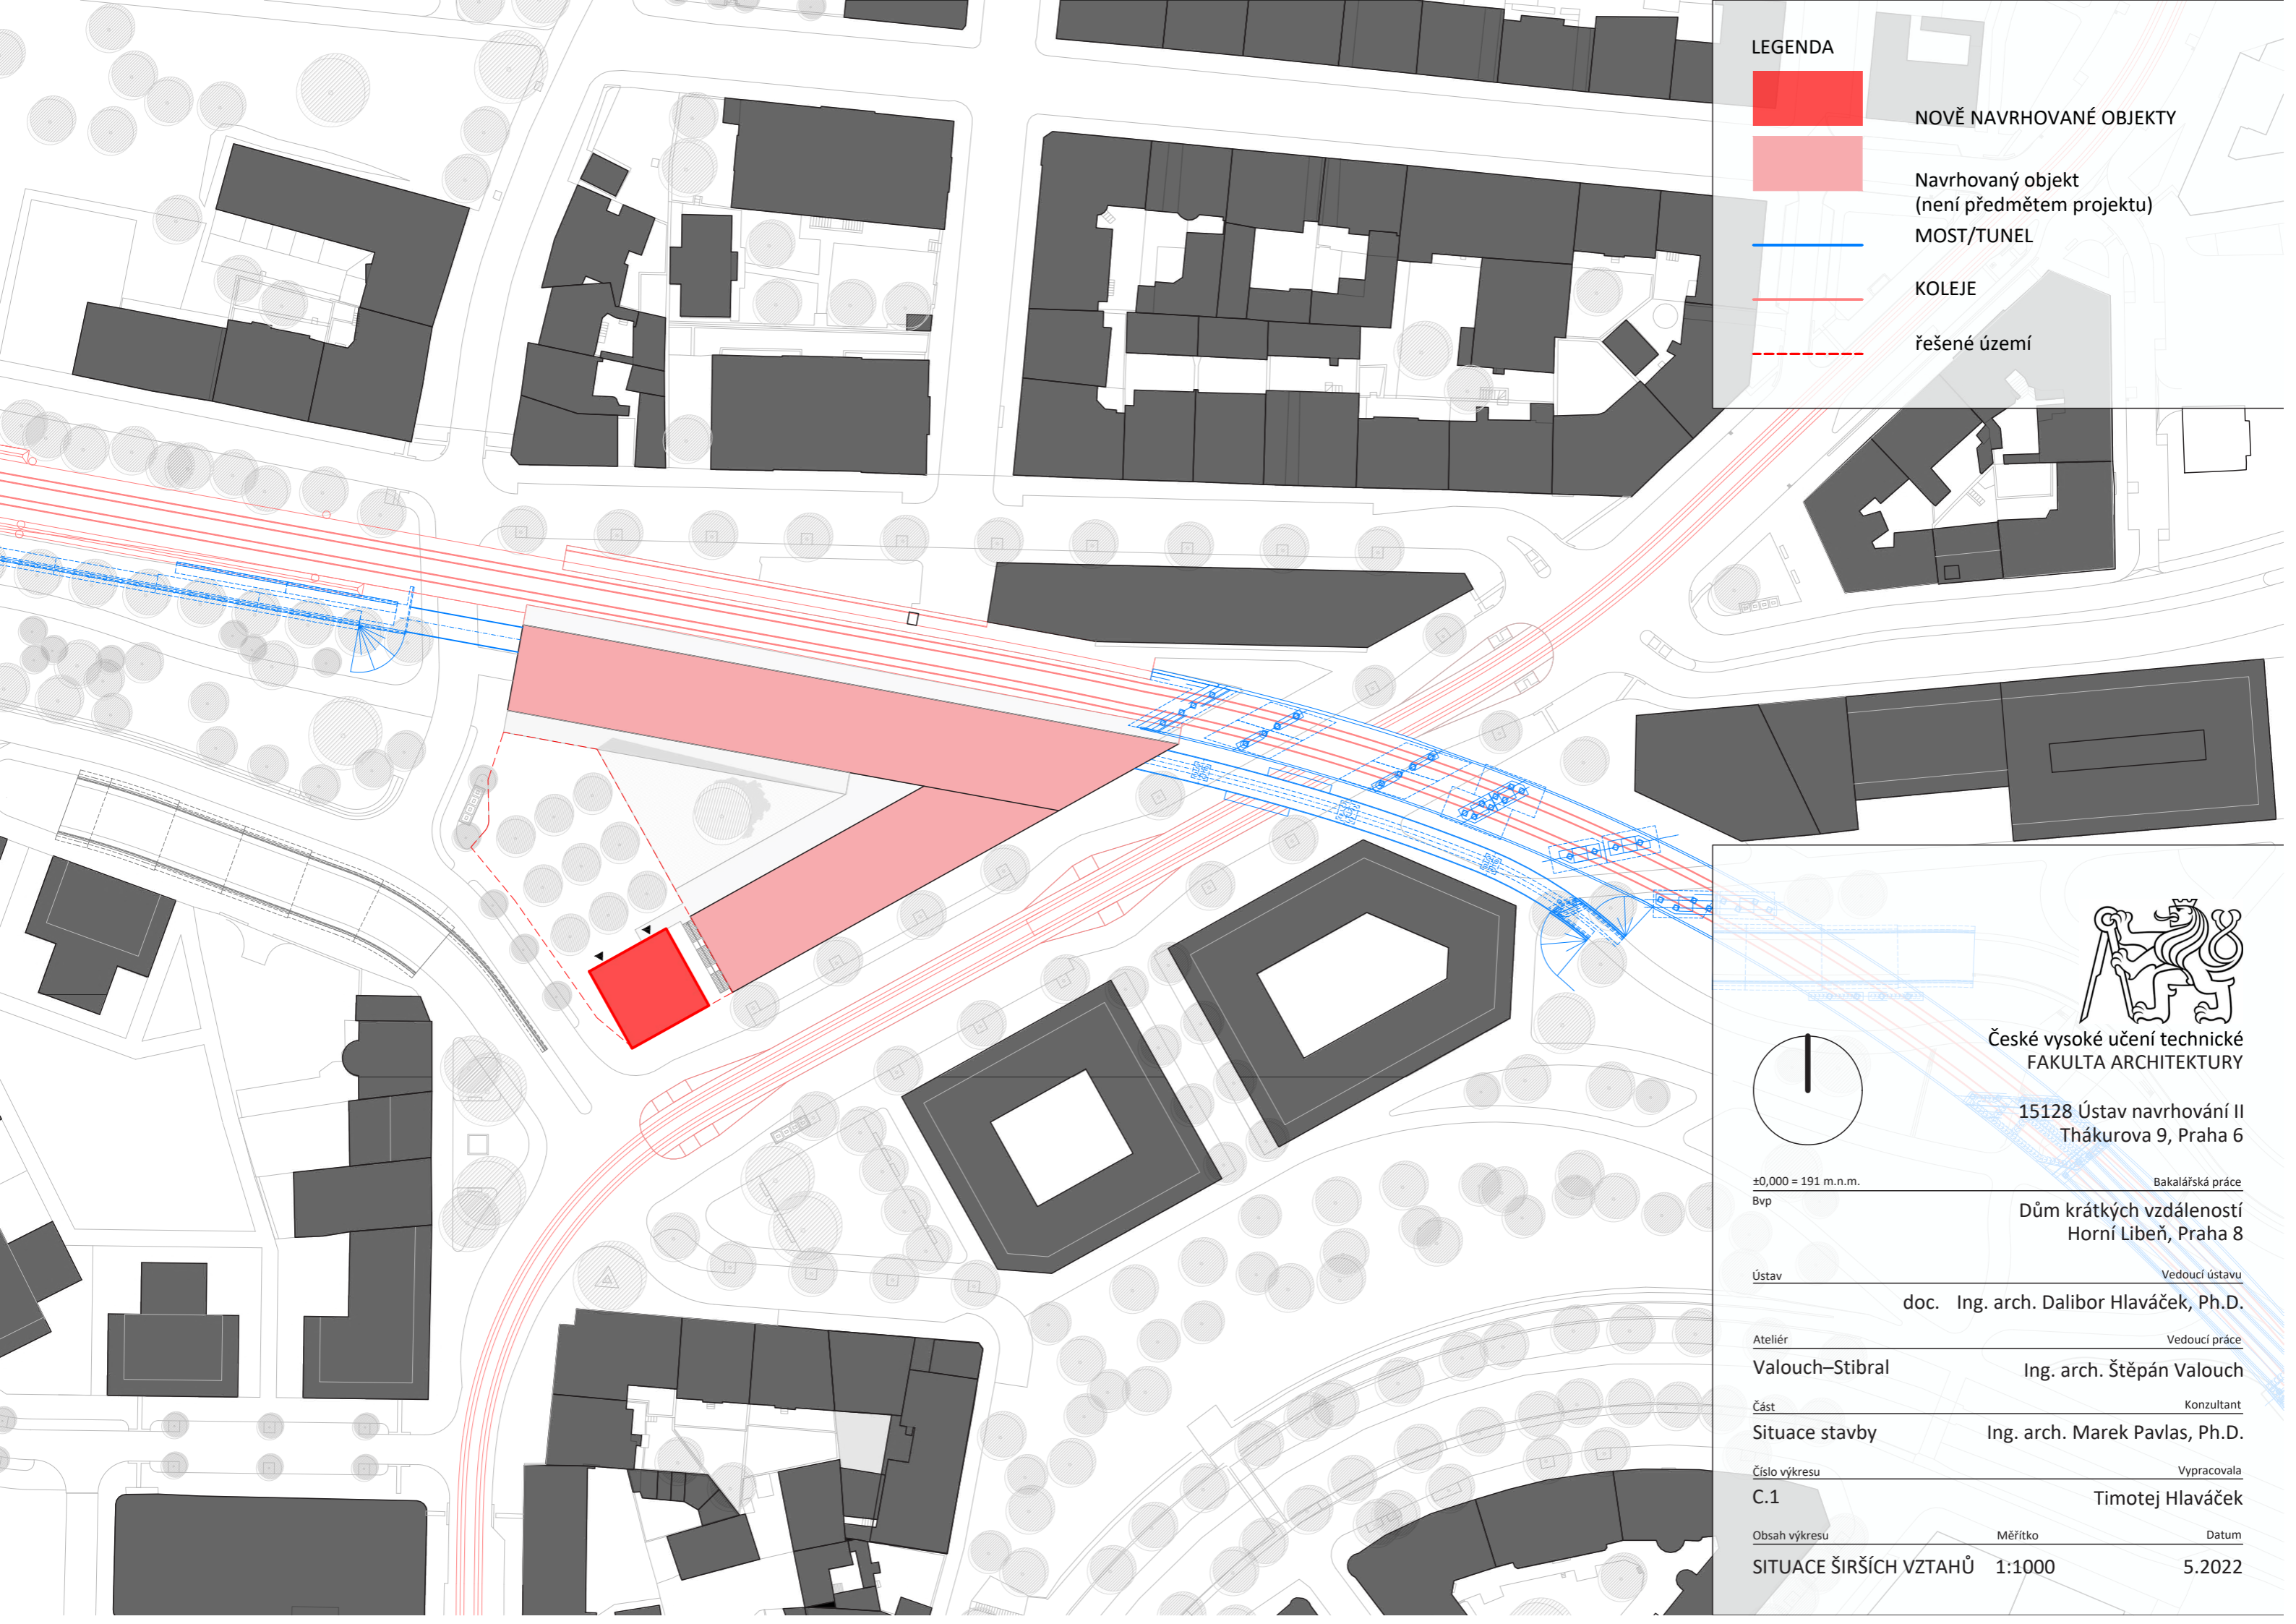 LEGENDA
NOVĚ NAVRHOVANÉ OBJEKTY
Navrhovaný objekt
(není předmětem projektu)
MOST/TUNEL
KOLEJE
řešené území
České vysoké učení technické
FAKULTA ARCHITEKTURY
15128 Ústav navrhování II
Thákurova 9, Praha 6
±0,000 = 191 m.n.m.
Bakalářská práce
Bvp
Dům krátkých vzdáleností
Horní Libeň, Praha 8
Ústav
Vedoucí ústavu
doc. Ing. arch. Dalibor Hlaváček, Ph.D.
Ateliér
Vedoucí práce
Valouch–Stibral
Ing. arch. Štěpán Valouch
Část
Konzultant
Situace stavby
Ing. arch. Marek Pavlas, Ph.D.
Číslo výkresu
Vypracovala
C.1
Timotej Hlaváček
Obsah výkresu
Měřítko
Datum
SITUACE ŠIRŠÍCH VZTAHŮ
1:1000
5.2022